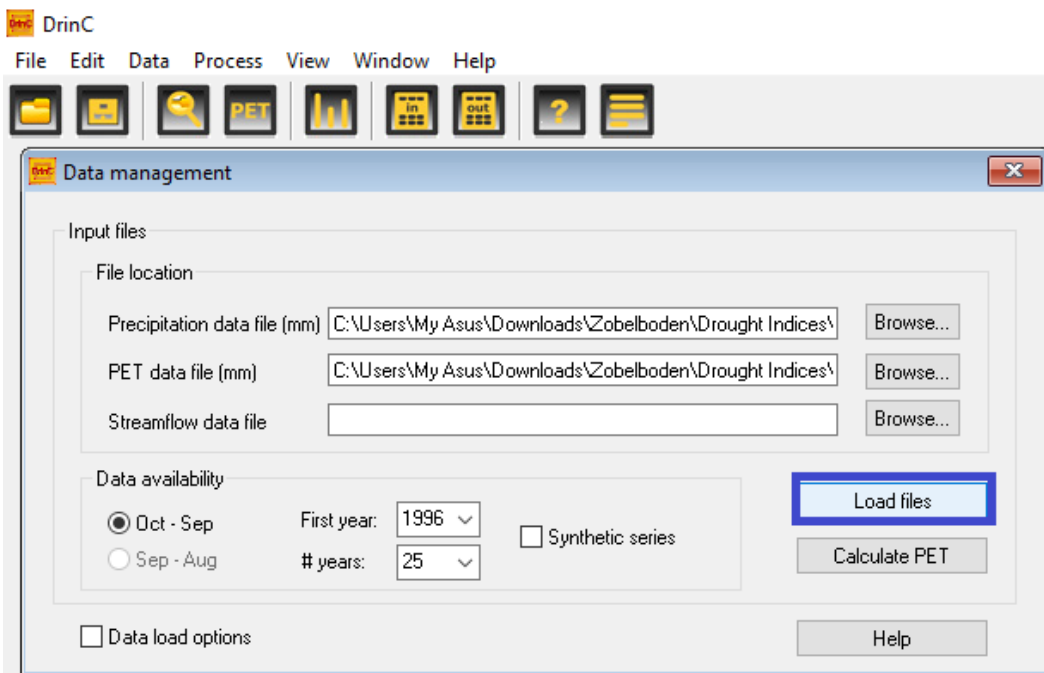 DrinC DrinC
File Edit Data Process View Window Help
PET in out ?
DrinC Data management
Input files
File location
Precipitation data file (mm) C:\Users\My Asus\Downloads\Zobelboden\Drought Indices\ Browse...
PET data file (mm) C:\Users\My Asus\Downloads\Zobelboden\Drought Indices\ Browse...
Streamflow data file Browse...
Data availability
Load files
Oct - Sep First year: 1996 Synthetic series
Sep - Aug # years: 25 Calculate PET
Data load options Help